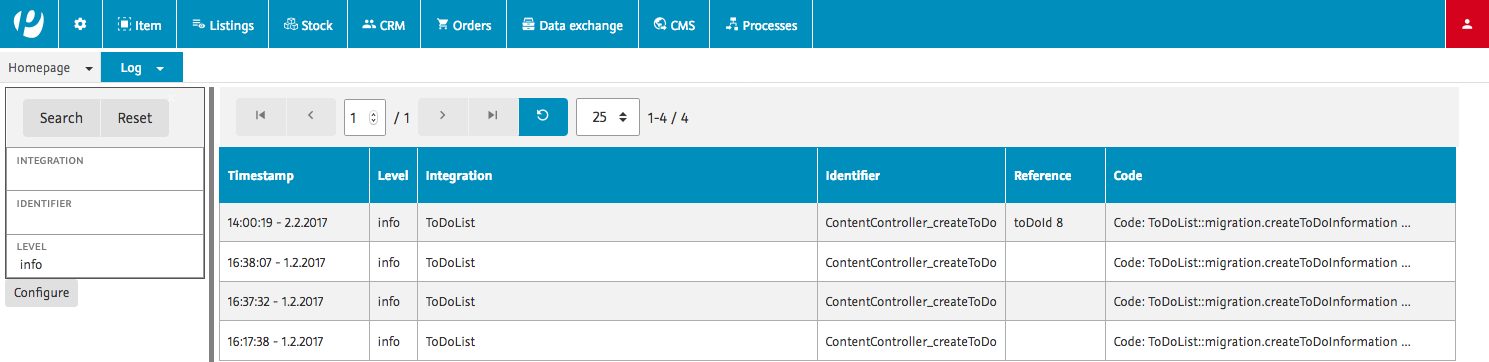 Item Listings Stock CRM Orders Data exchange CMS Processes
Homepage Log
Search Reset
1 / 1 25 1-4 / 4
INTEGRATION
IDENTIFIER
LEVEL
info
Configure
Timestamp Level Integration Identifier Reference Code
14:00:19 - 2.2.2017 info ToDoList ContentController_createToDo toDoId 8 Code: ToDoList::migration.createToDoInformation ...
16:38:07 - 1.2.2017 info ToDoList ContentController_createToDo Code: ToDoList::migration.createToDoInformation ...
16:37:32 - 1.2.2017 info ToDoList ContentController_createToDo Code: ToDoList::migration.createToDoInformation ...
16:17:38 - 1.2.2017 info ToDoList ContentController_createToDo Code: ToDoList::migration.createToDoInformation ...